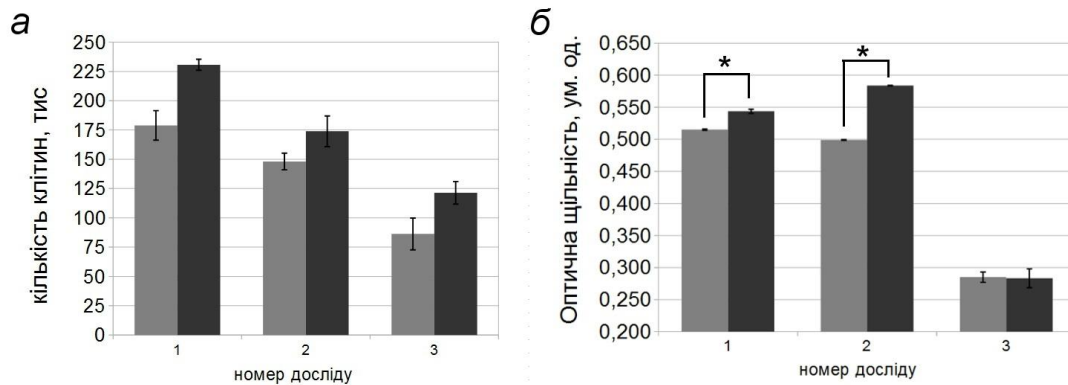 а
кількість клітин, тис
250
225
200
175
150
125
100
75
50
25
0
1 2 3
номер досліду
б
Оптична щільність, ум. од.
0,650
0,600
0,550
0,500
0,450
0,400
0,350
0,300
0,250
0,200
* *
1 2 3
номер досліду